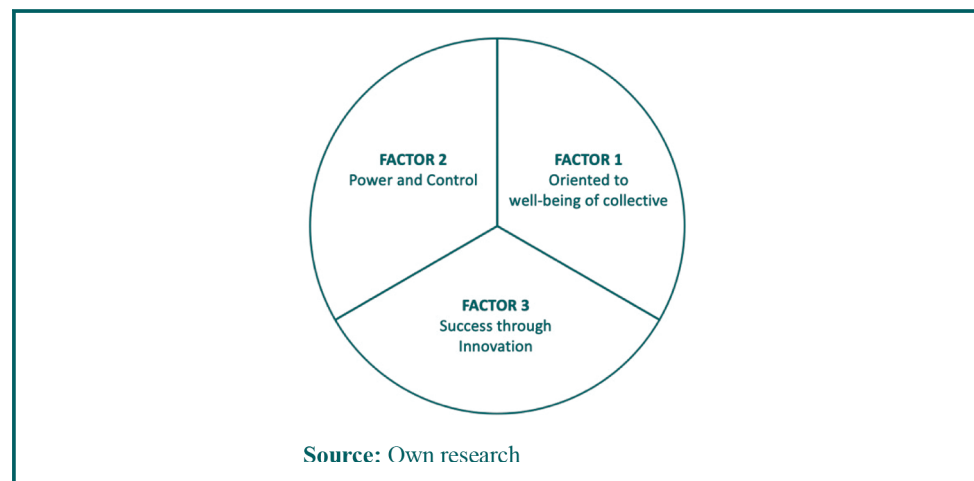 FACTOR 2
Power and Control
FACTOR 1
Oriented to
well-being of collective
FACTOR 3
Success through
Innovation
Source: Own research